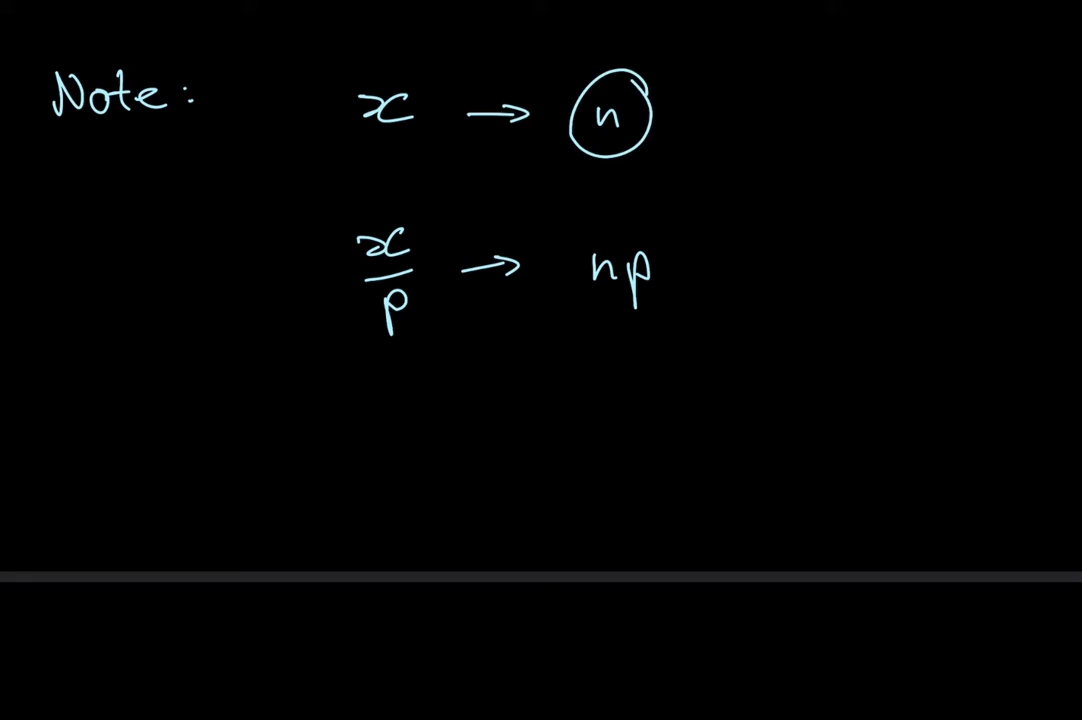 Note: x → n
x/p → np